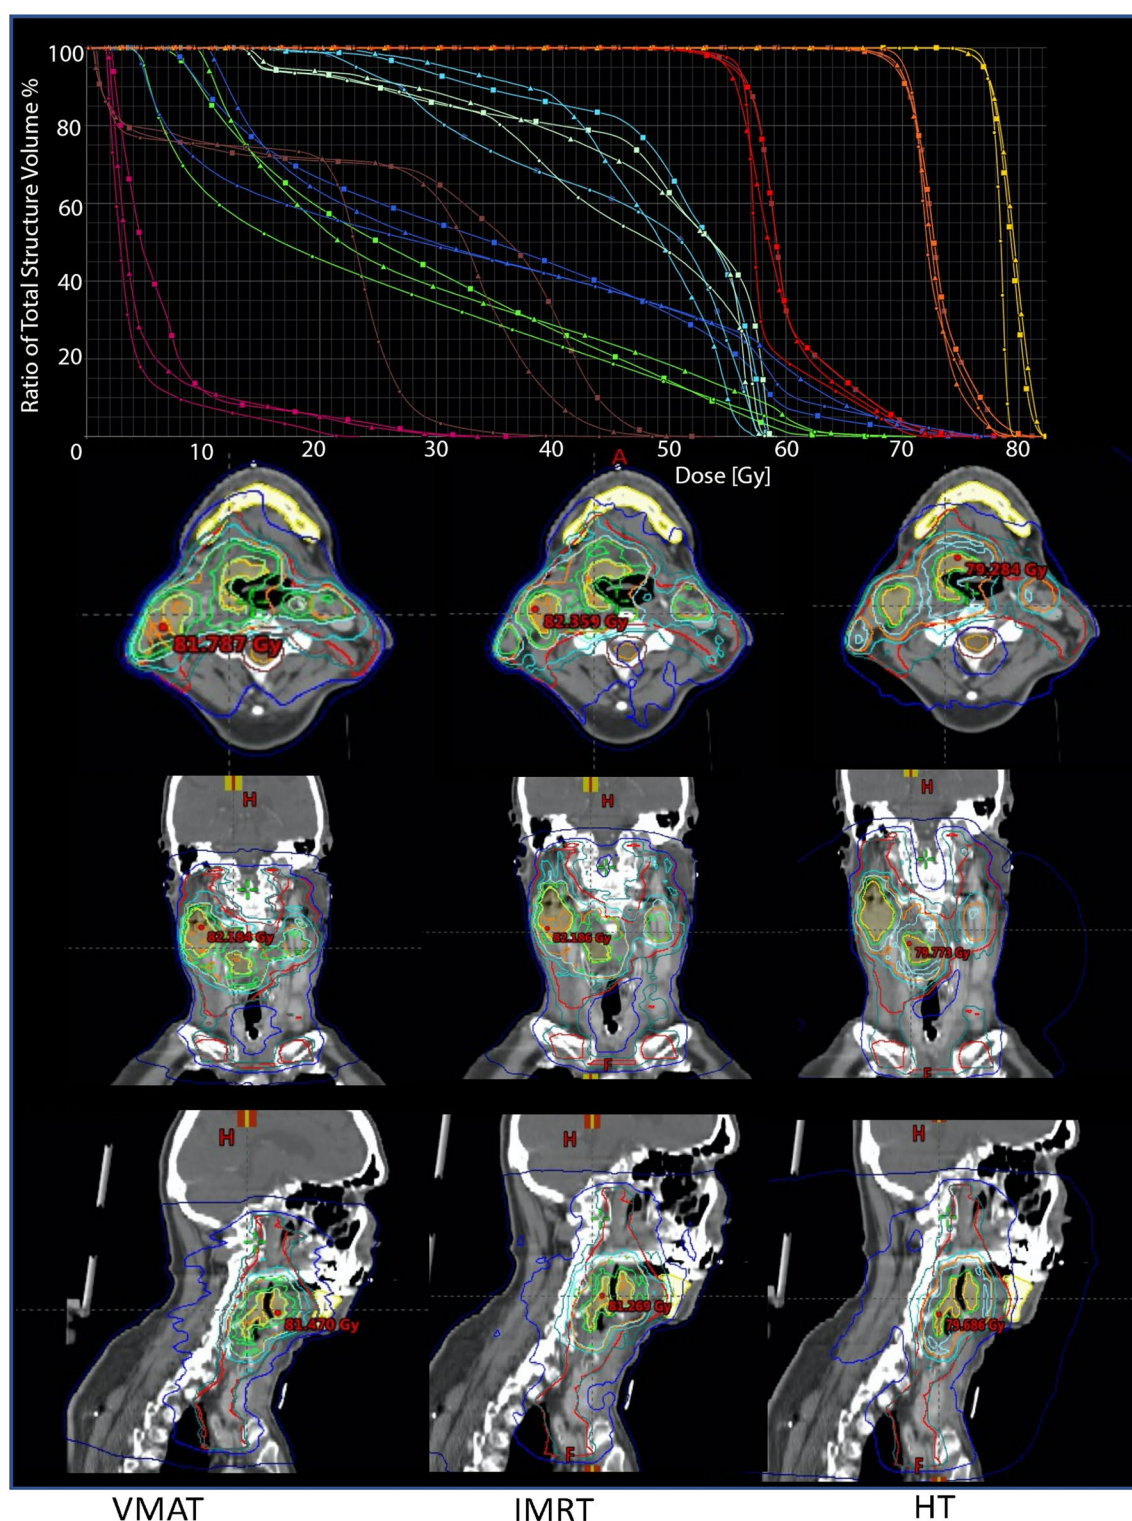 100
80
60
40
20
Ratio of Total Structure Volume %
0 10 20 30 40 50 60 70 80
A
Dose [Gy]
81.787 Gy 82.359 Gy 79.284 Gy
H H H
82.184 Gy 82.186 Gy 79.773 Gy
F F
H H H
81.470 Gy 81.269 Gy 79.686 Gy
F F
VMAT IMRT HT